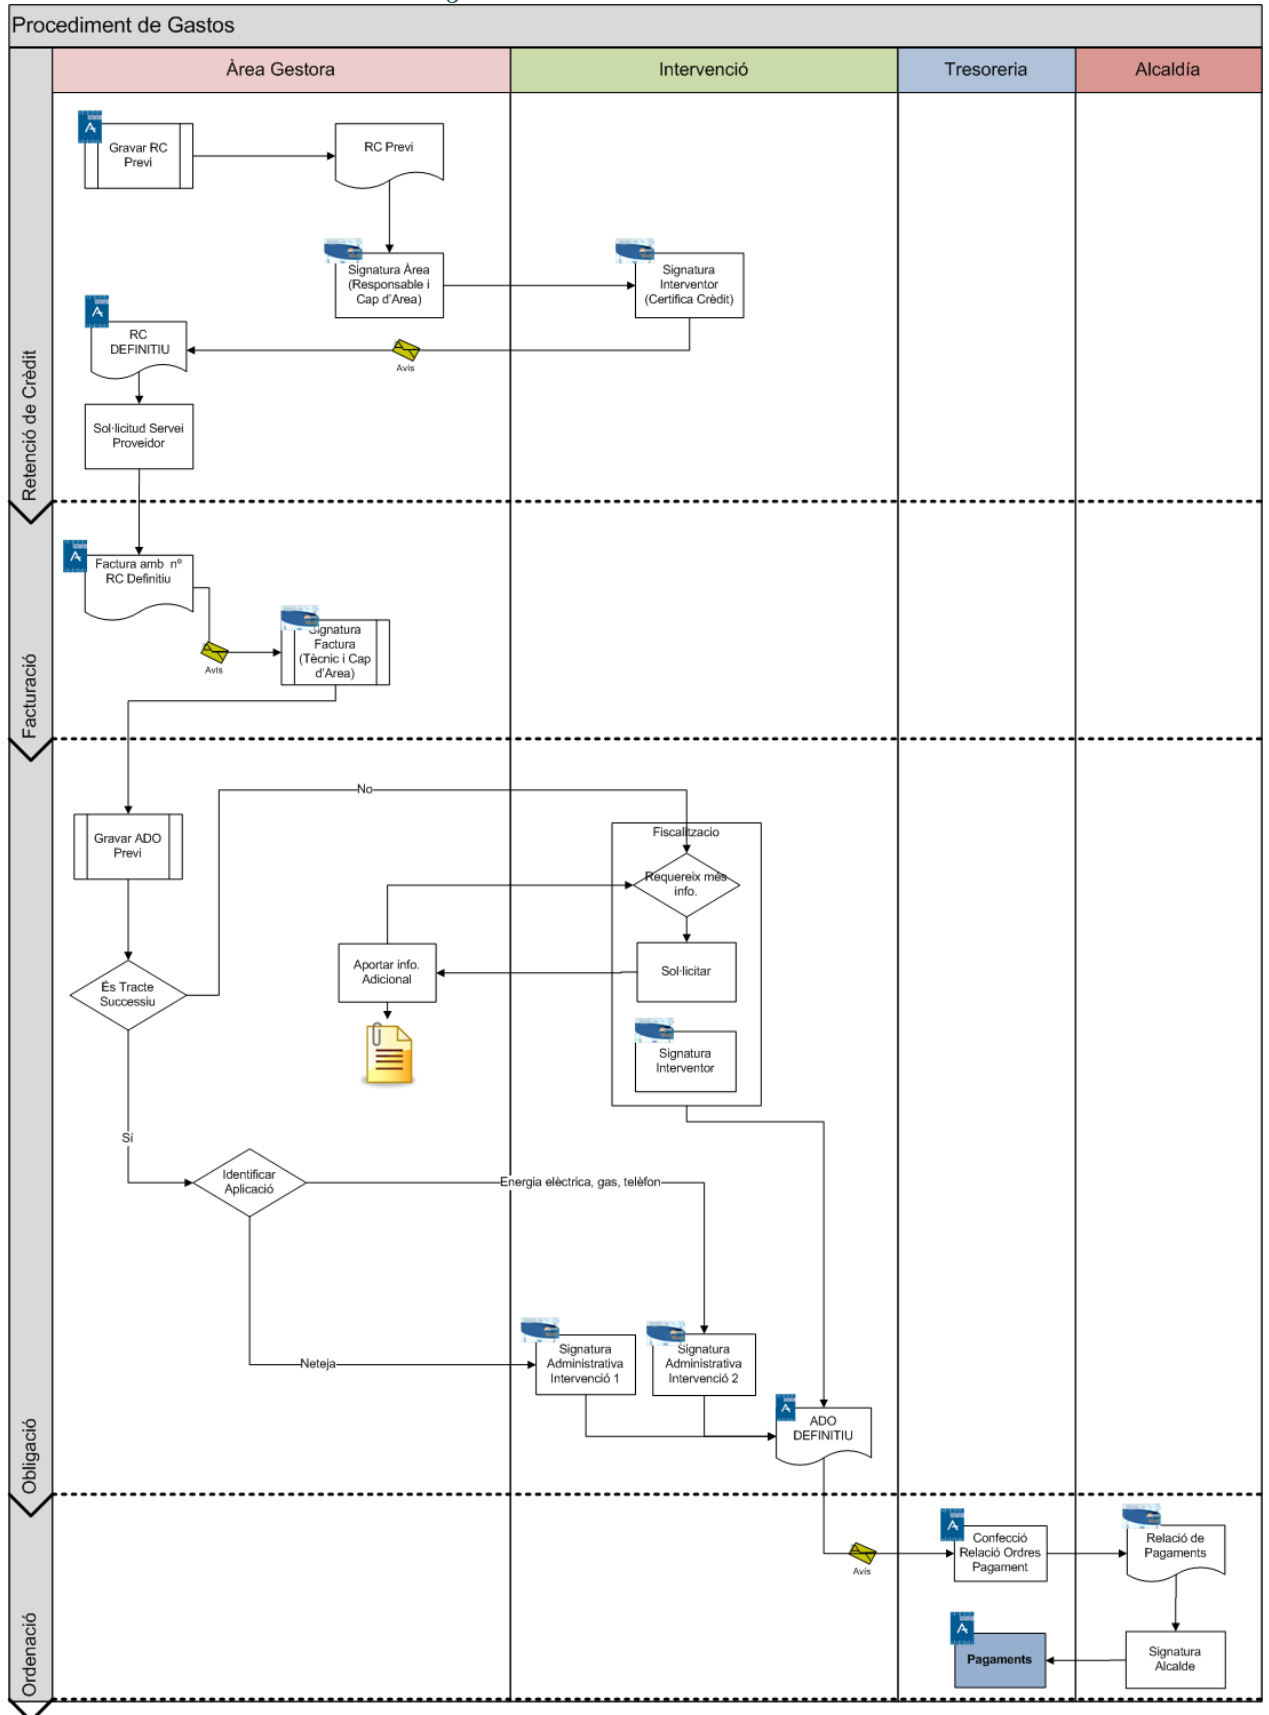 Procediment de Gastos
Àrea Gestora
Intervenció
Tresoreria
Alcaldía
Retenció de Crèdit
Gravar RC
Previ
RC Previ
Signatura Àrea
(Responsable i
Cap d'Area)
Signatura
Interventor
(Certifica Crèdit)
RC
DEFINITIU
Avís
Sol·licitud Servei
Proveidor
Facturació
Factura amb nº
RC Definitiu
Avís
Signatura
Factura
(Tècnic i Cap
d'Area)
Obligació
No
Gravar ADO
Previ
Fiscalitzacio
Requereix més
info.
Aportar info.
Adicional
Sol·licitar
És Tracte
Successiu
Signatura
Interventor
Sí
Identificar
Aplicació
Energia elèctrica, gas, telèfon
Neteja
Signatura
Administrativa
Intervenció 1
Signatura
Administrativa
Intervenció 2
ADO
DEFINITIU
Ordenació
Avís
Confecció
Relació Ordres
Pagament
Relació de
Pagaments
Pagaments
Signatura
Alcalde